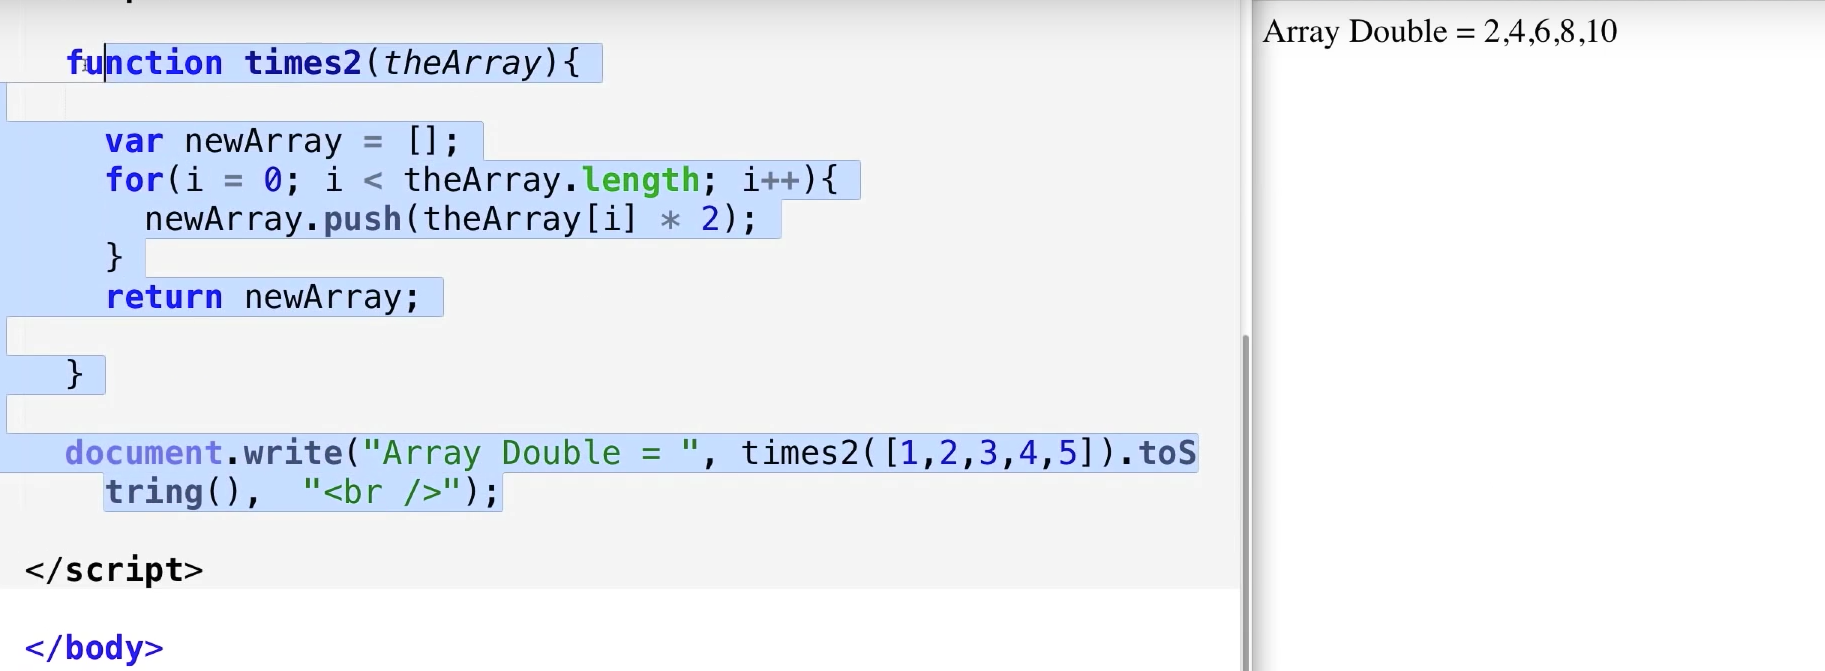 function times2(theArray){
var newArray = [];
for(i = 0; i < theArray.length; i++){
newArray.push(theArray[i] * 2);
}
return newArray;
}
document.write("Array Double = ", times2([1,2,3,4,5]).toS
tring(),  "<br />");
</script>
</body>
Array Double = 2,4,6,8,10